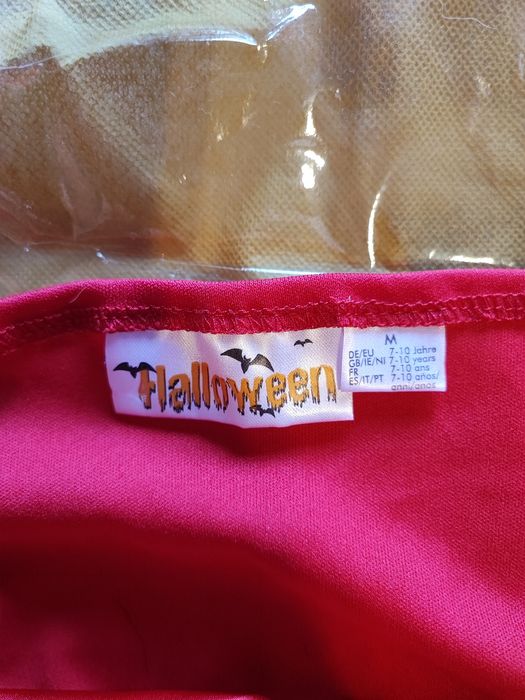 Halloween
M
DE/EU 7-10 Jahre
GB/IE/NI 7-10 years
FR 7-10 ans
ES/IT/PT 7-10 años/
anni/anos